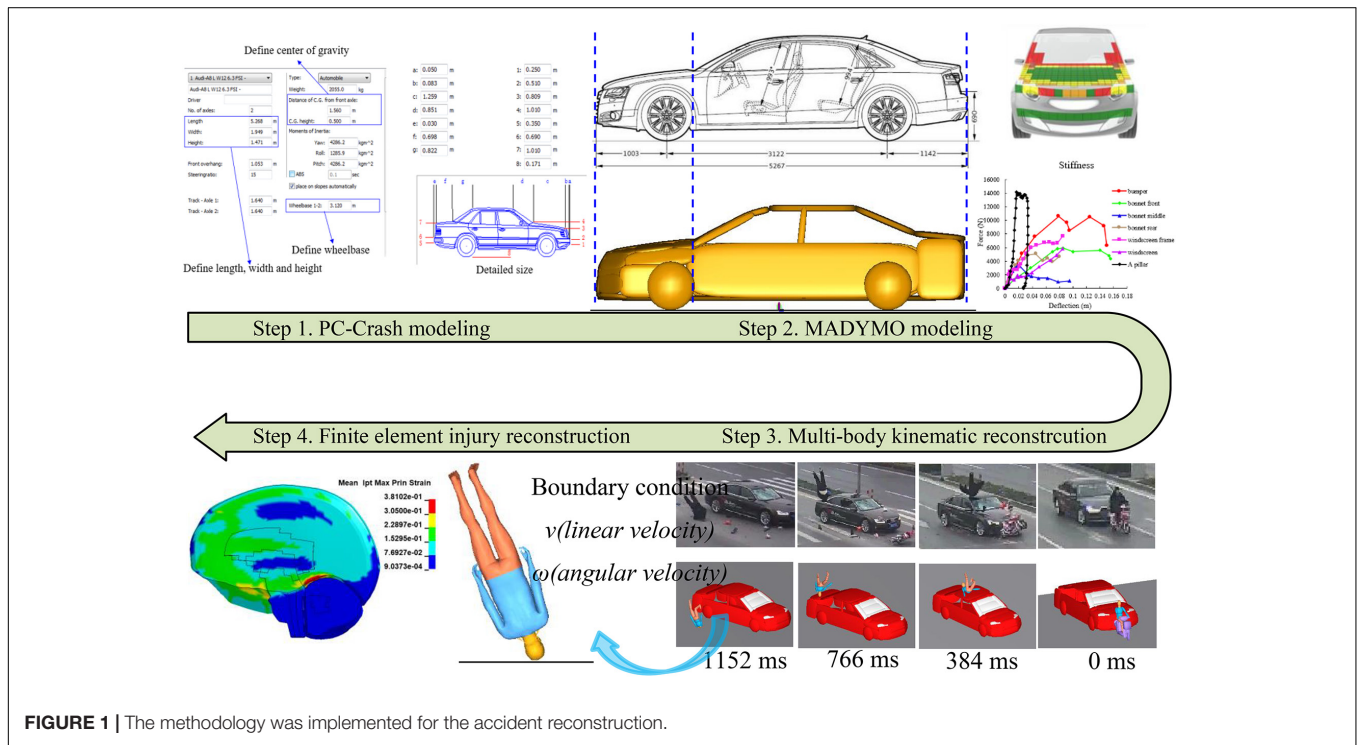 Define center of gravity
1 Audi-A8 L W12 6.3 FSI -
Audi-A8 L W12 6.3 FSI -
Driver
No. of axles: 2
Length 5.268 m
Width: 1.949 m
Height: 1.471 m
Front overhang: 1.053 m
Steeringratio: 15
Track - Axle 1: 1.640 m
Track - Axle 2: 1.640 m
Type: Automobile
Weight: 2055.0 kg
Distance of C.G. from front axle:
1.560 m
C.G. height: 0.500 m
Moments of Inertia:
Yaw: 4286.2 kgm^2
Roll: 1285.9 kgm^2
Pitch: 4286.2 kgm^2
ABS 0.1 sec
place on slopes automatically
Wheelbase 1-2: 3.120 m
Define wheelbase
Define length, width and height
a: 0.050 m 1: 0.250 m
b: 0.083 m 2: 0.510 m
c: 1.259 m 3: 0.809 m
d: 0.851 m 4: 1.010 m
e: 0.030 m 5: 0.350 m
f: 0.698 m 6: 0.690 m
g: 0.822 m 7: 1.010 m
8: 0.171 m
e f g d c b a
Detailed size
1003 3122 1142
5267
Stiffness
16000
14000
12000
10000
8000
6000
4000
2000
0
Force (N)
0 0.02 0.04 0.06 0.08 0.1 0.12 0.14 0.16 0.18
Deflection (m)
bumper
bonnet front
bonnet middle
bonnet rear
windscreen frame
windscreen
A pillar
Step 1. PC-Crash modeling
Step 2. MADYMO modeling
Step 4. Finite element injury reconstruction
Step 3. Multi-body kinematic reconstrcution
Mean Ipt Max Prin Strain
3.8102e-01
3.0500e-01
2.2897e-01
1.5295e-01
7.6927e-02
9.0373e-04
Boundary condition
v(linear velocity)
ω(angular velocity)
1152 ms
766 ms
384 ms
0 ms
FIGURE 1 | The methodology was implemented for the accident reconstruction.